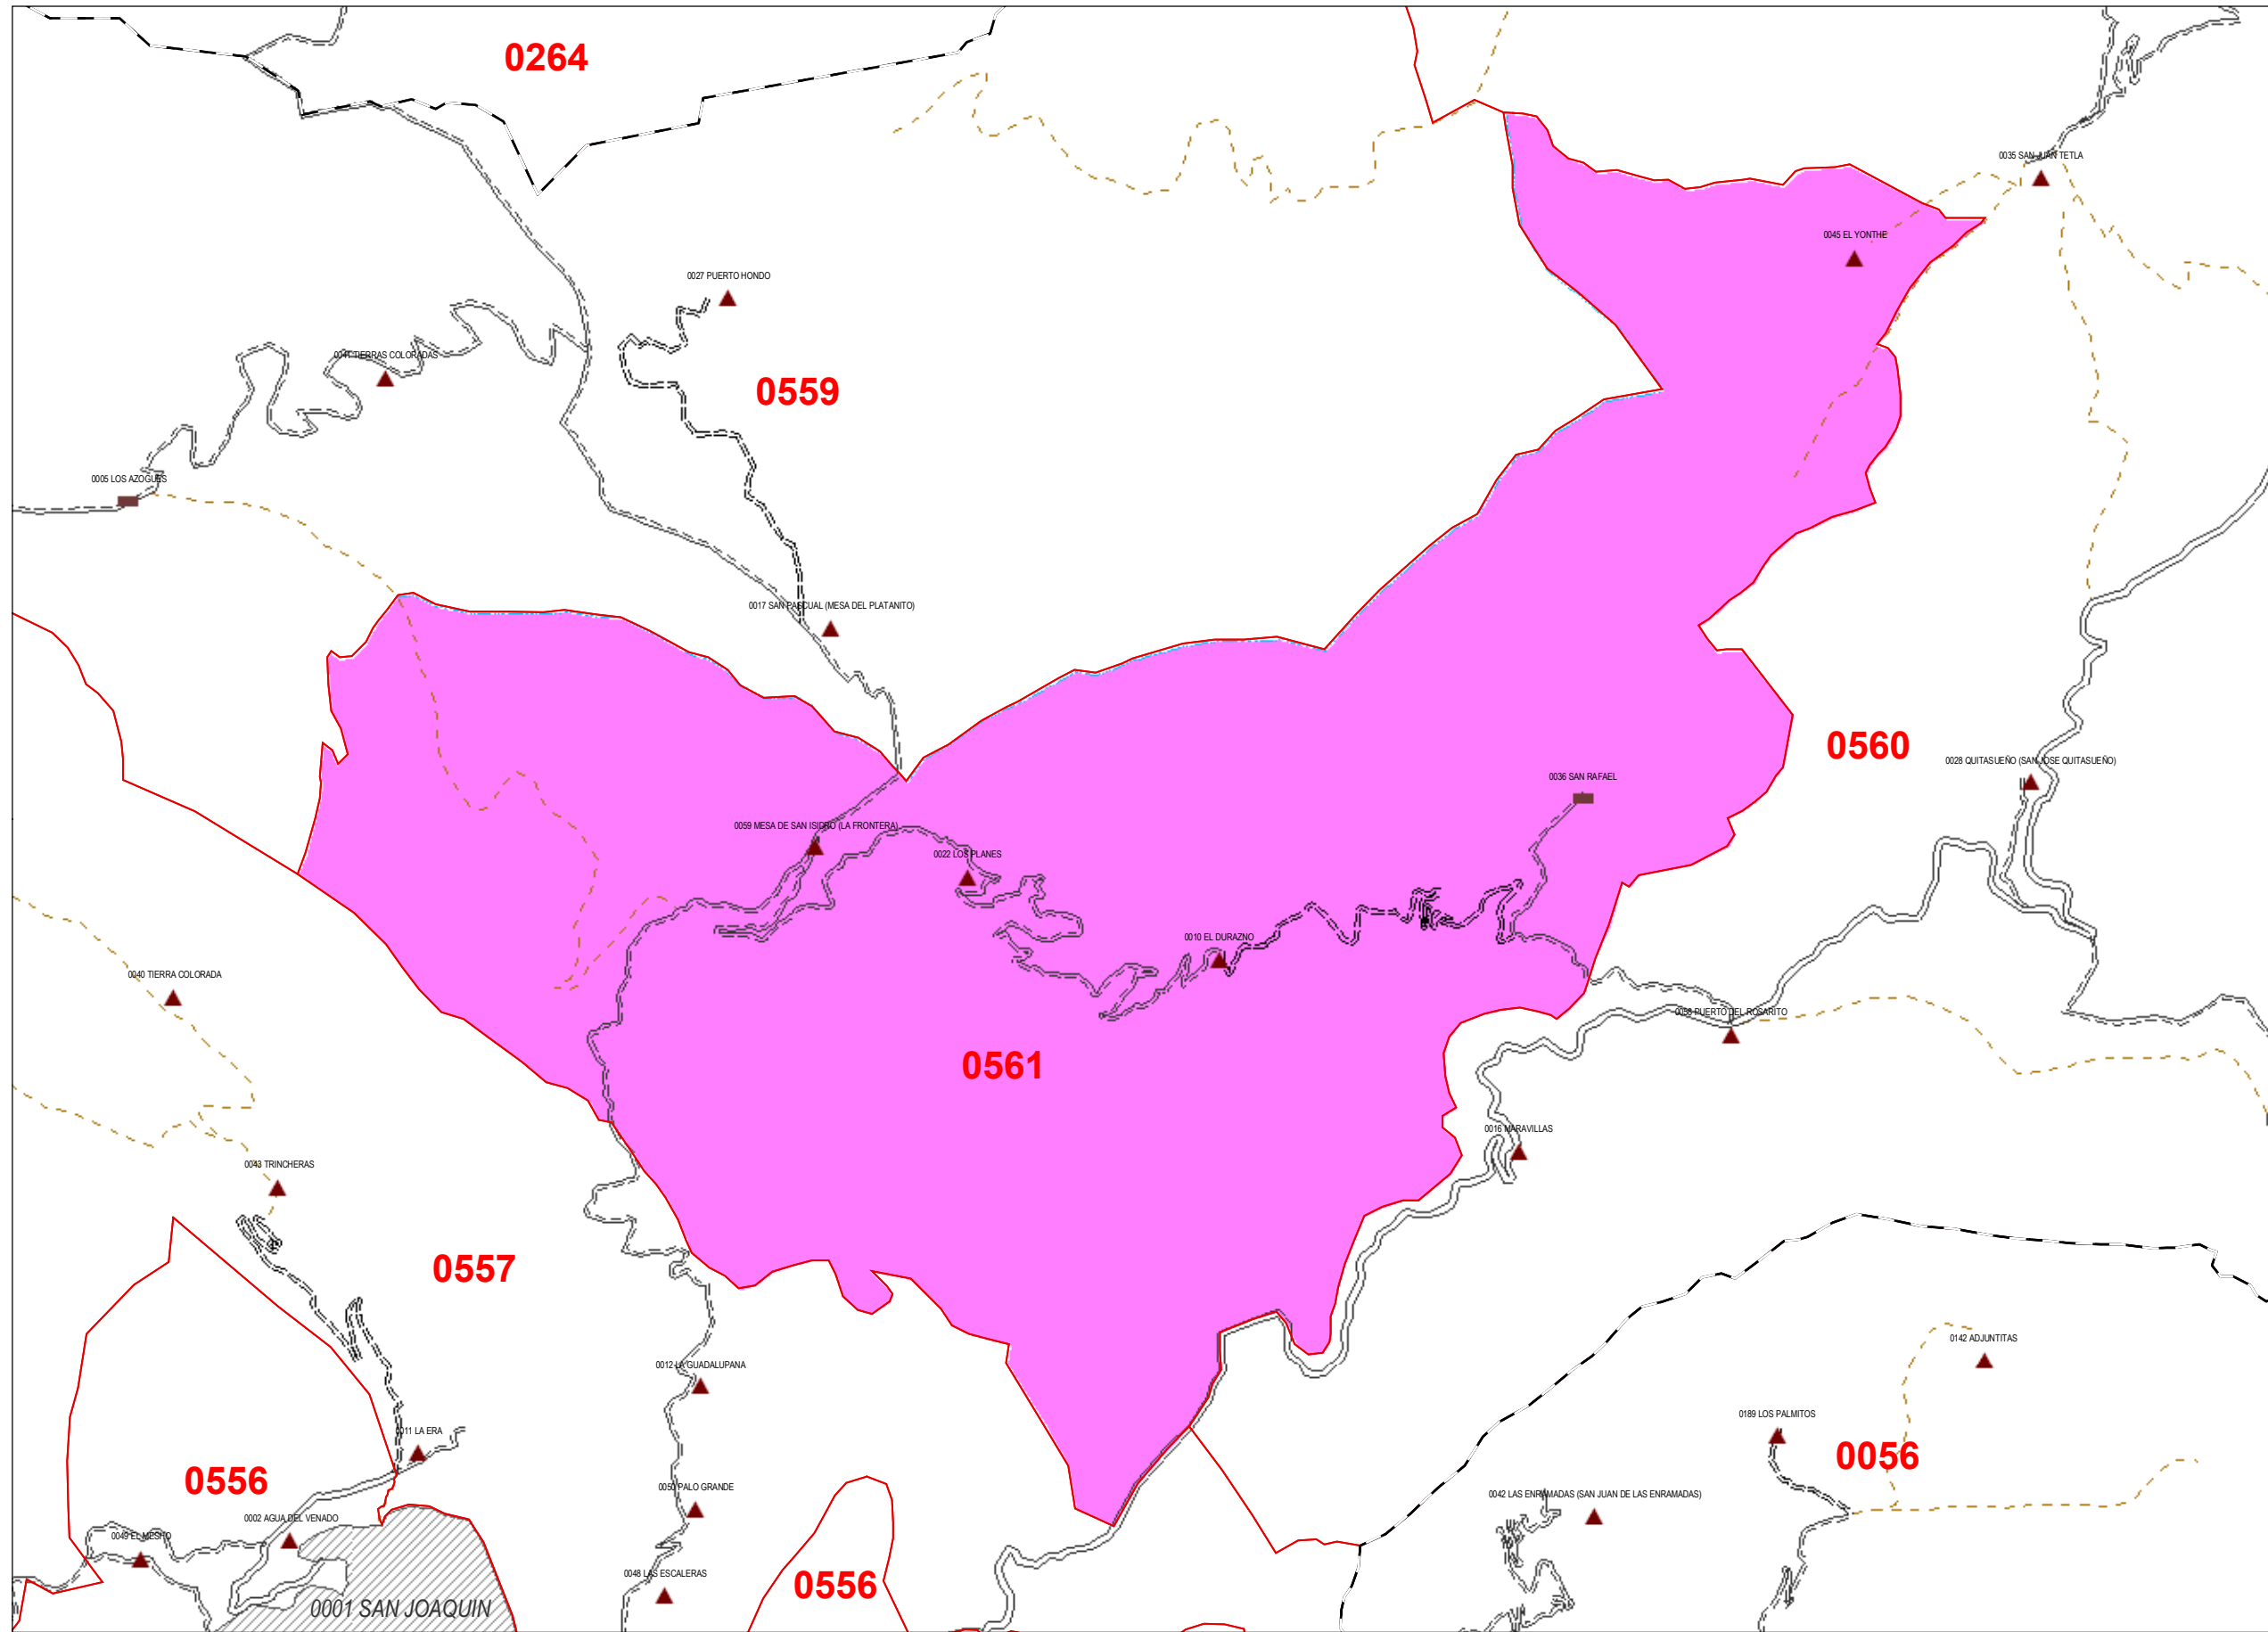 0264
0035 SAN JUAN TETLA
0045 EL YONTHE
0027 PUERTO HONDO
0041 TIERRAS COLORADAS
0559
0005 LOS AZOGUES
0017 SAN PASCUAL (MESA DEL PLATANITO)
0560
0028 QUITASUEÑO (SAN JOSE QUITASUEÑO)
0036 SAN RAFAEL
0059 MESA DE SAN ISIDRO (LA FRONTERA)
0022 LOS PLANES
0010 EL DURAZNO
0040 TIERRA COLORADA
0058 PUERTO DEL ROSARITO
0561
0016 MARAVILLAS
0043 TRINCHERAS
0557
0142 ADJUNTITAS
0012 LA GUADALUPANA
0189 LOS PALMITOS
0011 LA ERA
0056
0556
0042 LAS ENRAMADAS (SAN JUAN DE LAS ENRAMADAS)
0050 PALO GRANDE
0002 AGUA DEL VENADO
0049 EL MESHO
0048 LAS ESCALERAS
0556
0001 SAN JOAQUIN